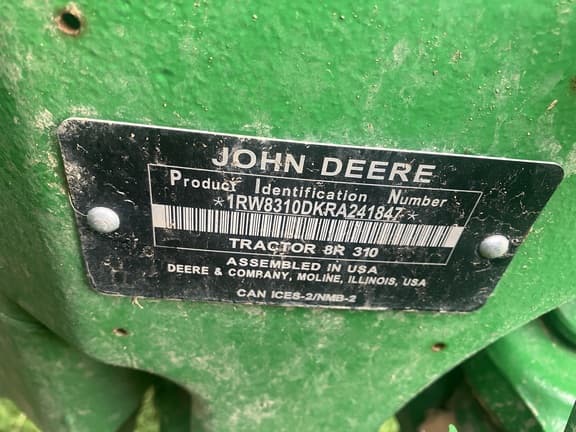 JOHN DEERE
Product Identification Number
*1RW8310DKRA241847*
TRACTOR 8R 310
ASSEMBLED IN USA
DEERE & COMPANY, MOLINE, ILLINOIS, USA
CAN ICES-2/NMB-2